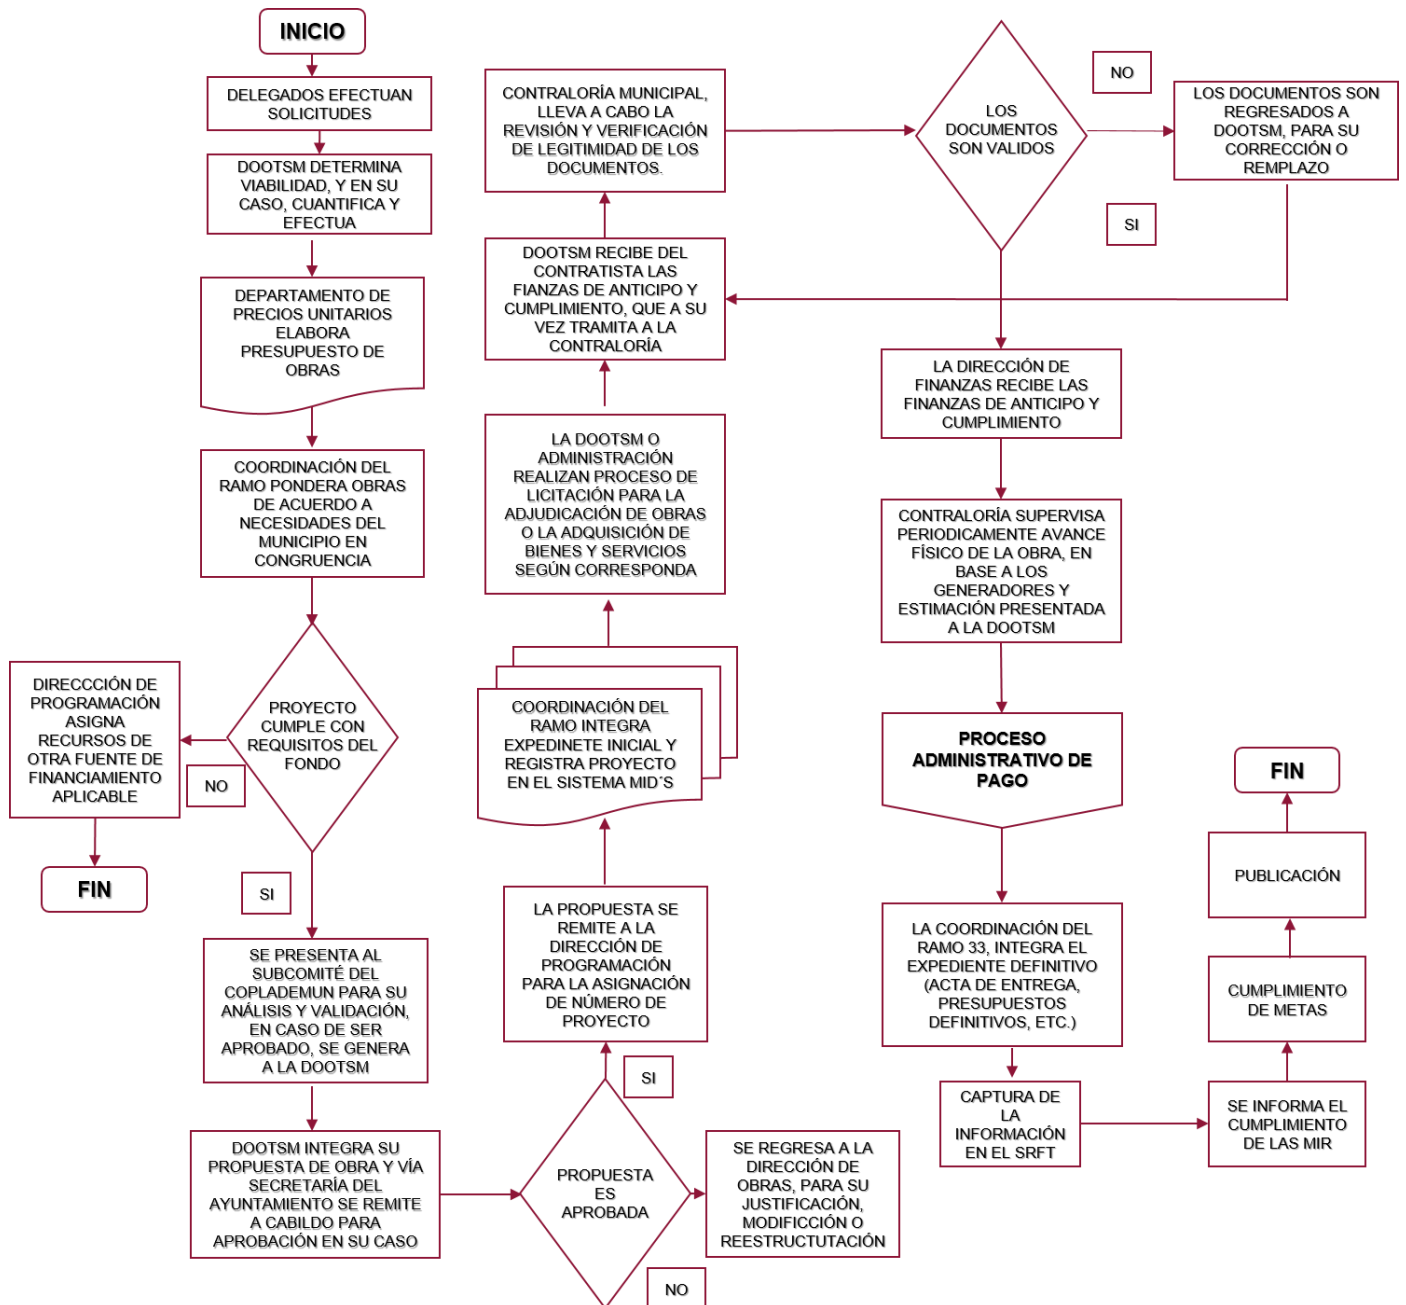 INICIO
DELEGADOS EFECTUAN
SOLICITUDES
DOOTSM DETERMINA
VIABILIDAD, Y EN SU
CASO, CUANTIFICA Y
EFECTUA
DEPARTAMENTO DE
PRECIOS UNITARIOS
ELABORA
PRESUPUESTO DE
OBRAS
COORDINACIÓN DEL
RAMO PONDERA OBRAS
DE ACUERDO A
NECESIDADES DEL
MUNICIPIO EN
CONGRUENCIA
PROYECTO
CUMPLE CON
REQUISITOS DEL
FONDO
NO
DIRECCCIÓN DE
PROGRAMACIÓN
ASIGNA
RECURSOS DE
OTRA FUENTE DE
FINANCIAMIENTO
APLICABLE
FIN
SI
SE PRESENTA AL
SUBCOMITÉ DEL
COPLADEMUN PARA SU
ANÁLISIS Y VALIDACIÓN,
EN CASO DE SER
APROBADO, SE GENERA
A LA DOOTSM
DOOTSM INTEGRA SU
PROPUESTA DE OBRA Y VÍA
SECRETARÍA DEL
AYUNTAMIENTO SE REMITE
A CABILDO PARA
APROBACIÓN EN SU CASO
PROPUESTA
ES
APROBADA
NO
SE REGRESA A LA
DIRECCIÓN DE
OBRAS, PARA SU
JUSTIFICACIÓN,
MODIFICCIÓN O
REESTRUCTUTACIÓN
SI
LA PROPUESTA SE
REMITE A LA
DIRECCIÓN DE
PROGRAMACIÓN
PARA LA ASIGNACIÓN
DE NÚMERO DE
PROYECTO
COORDINACIÓN DEL
RAMO INTEGRA
EXPEDINETE INICIAL Y
REGISTRA PROYECTO
EN EL SISTEMA MID´S
LA DOOTSM O
ADMINISTRACIÓN
REALIZAN PROCESO DE
LICITACIÓN PARA LA
ADJUDICACIÓN DE OBRAS
O LA ADQUISICIÓN DE
BIENES Y SERVICIOS
SEGÚN CORRESPONDA
DOOTSM RECIBE DEL
CONTRATISTA LAS
FIANZAS DE ANTICIPO Y
CUMPLIMIENTO, QUE A SU
VEZ TRAMITA A LA
CONTRALORÍA
CONTRALORÍA MUNICIPAL,
LLEVA A CABO LA
REVISIÓN Y VERIFICACIÓN
DE LEGITIMIDAD DE LOS
DOCUMENTOS.
LOS
DOCUMENTOS
SON VALIDOS
NO
LOS DOCUMENTOS SON
REGRESADOS A
DOOTSM, PARA SU
CORRECCIÓN O
REMPLAZO
SI
LA DIRECCIÓN DE
FINANZAS RECIBE LAS
FINANZAS DE ANTICIPO Y
CUMPLIMIENTO
CONTRALORÍA SUPERVISA
PERIODICAMENTE AVANCE
FÍSICO DE LA OBRA, EN
BASE A LOS
GENERADORES Y
ESTIMACIÓN PRESENTADA
A LA DOOTSM
PROCESO
ADMINISTRATIVO DE
PAGO
LA COORDINACIÓN DEL
RAMO 33, INTEGRA EL
EXPEDIENTE DEFINITIVO
(ACTA DE ENTREGA,
PRESUPUESTOS
DEFINITIVOS, ETC.)
CAPTURA DE
LA
INFORMACIÓN
EN EL SRFT
SE INFORMA EL
CUMPLIMIENTO
DE LAS MIR
CUMPLIMIENTO
DE METAS
PUBLICACIÓN
FIN